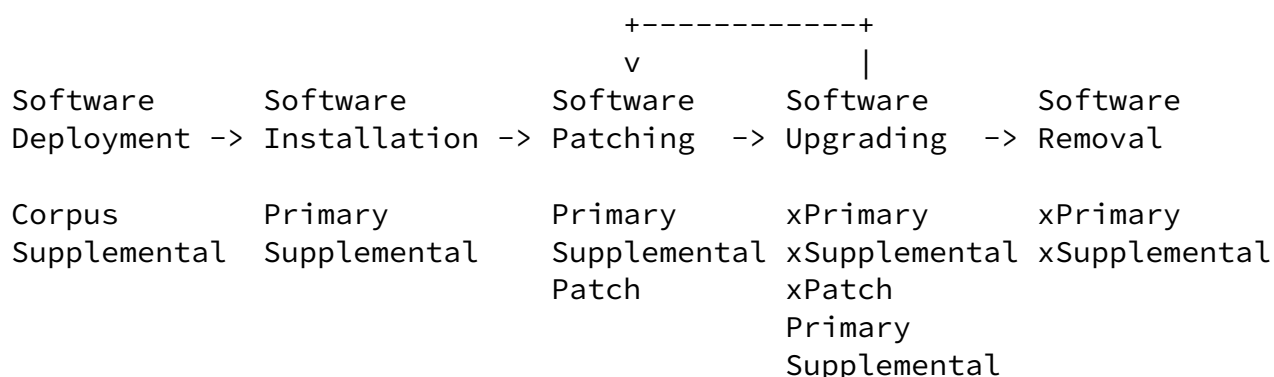 +------------+
                                  v            |
Software      Software        Software     Software      Software
Deployment -> Installation -> Patching  -> Upgrading  -> Removal

Corpus        Primary         Primary      xPrimary      xPrimary
Supplemental  Supplemental    Supplemental xSupplemental xSupplemental
                              Patch        xPatch
                                           Primary
                                           Supplemental